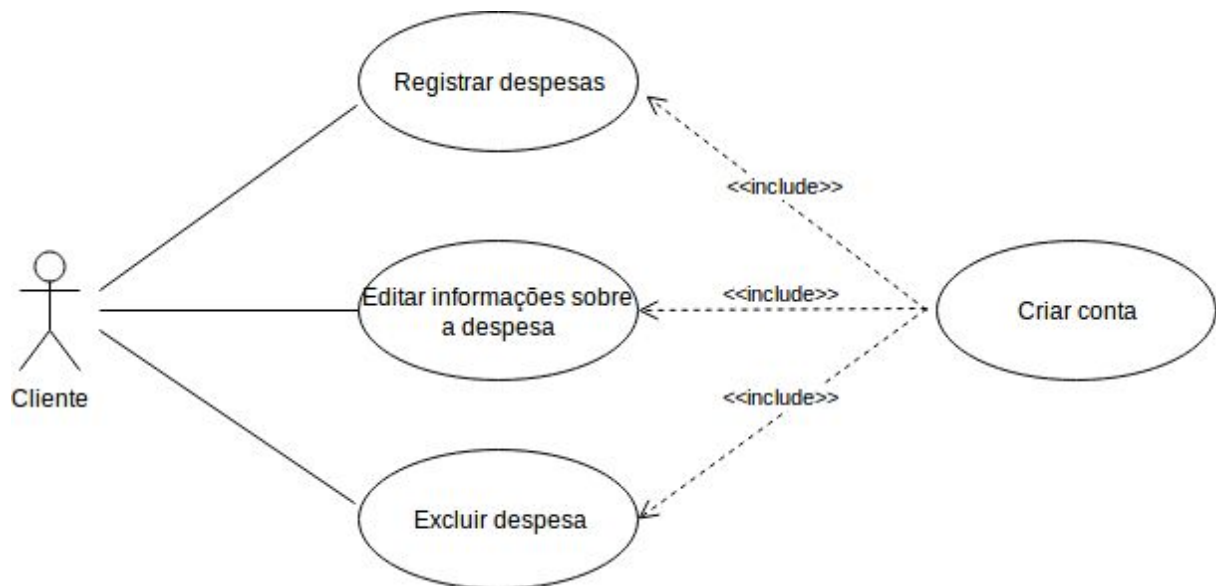 Registrar despesas
<<include>>
Editar informações sobre
a despesa
<<include>>
Criar conta
Cliente
<<include>>
Excluir despesa